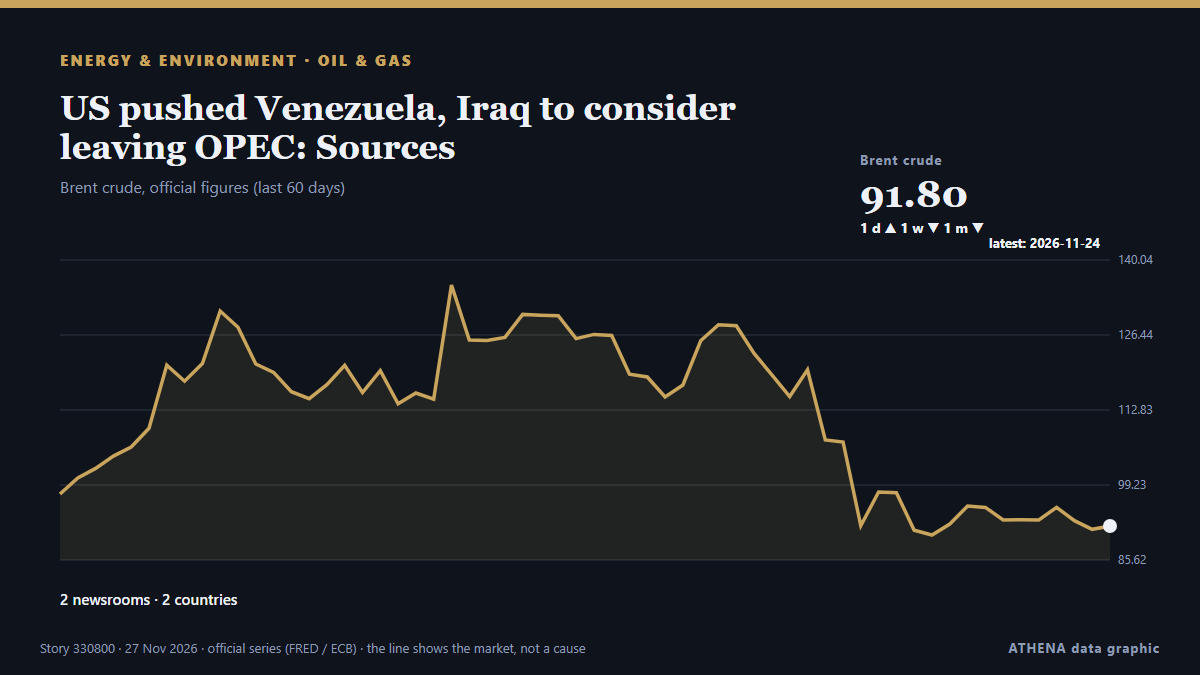 ENERGY & ENVIRONMENT · OIL & GAS
US pushed Venezuela, Iraq to consider
leaving OPEC: Sources
Brent crude, official figures (last 60 days)
Brent crude
91.80
1 d ▲ 1 w ▼ 1 m ▼
latest: 2026-11-24
140.04
126.44
112.83
99.23
85.62
2 newsrooms · 2 countries
Story 330800 · 27 Nov 2026 · official series (FRED / ECB) · the line shows the market, not a cause
ATHENA data graphic